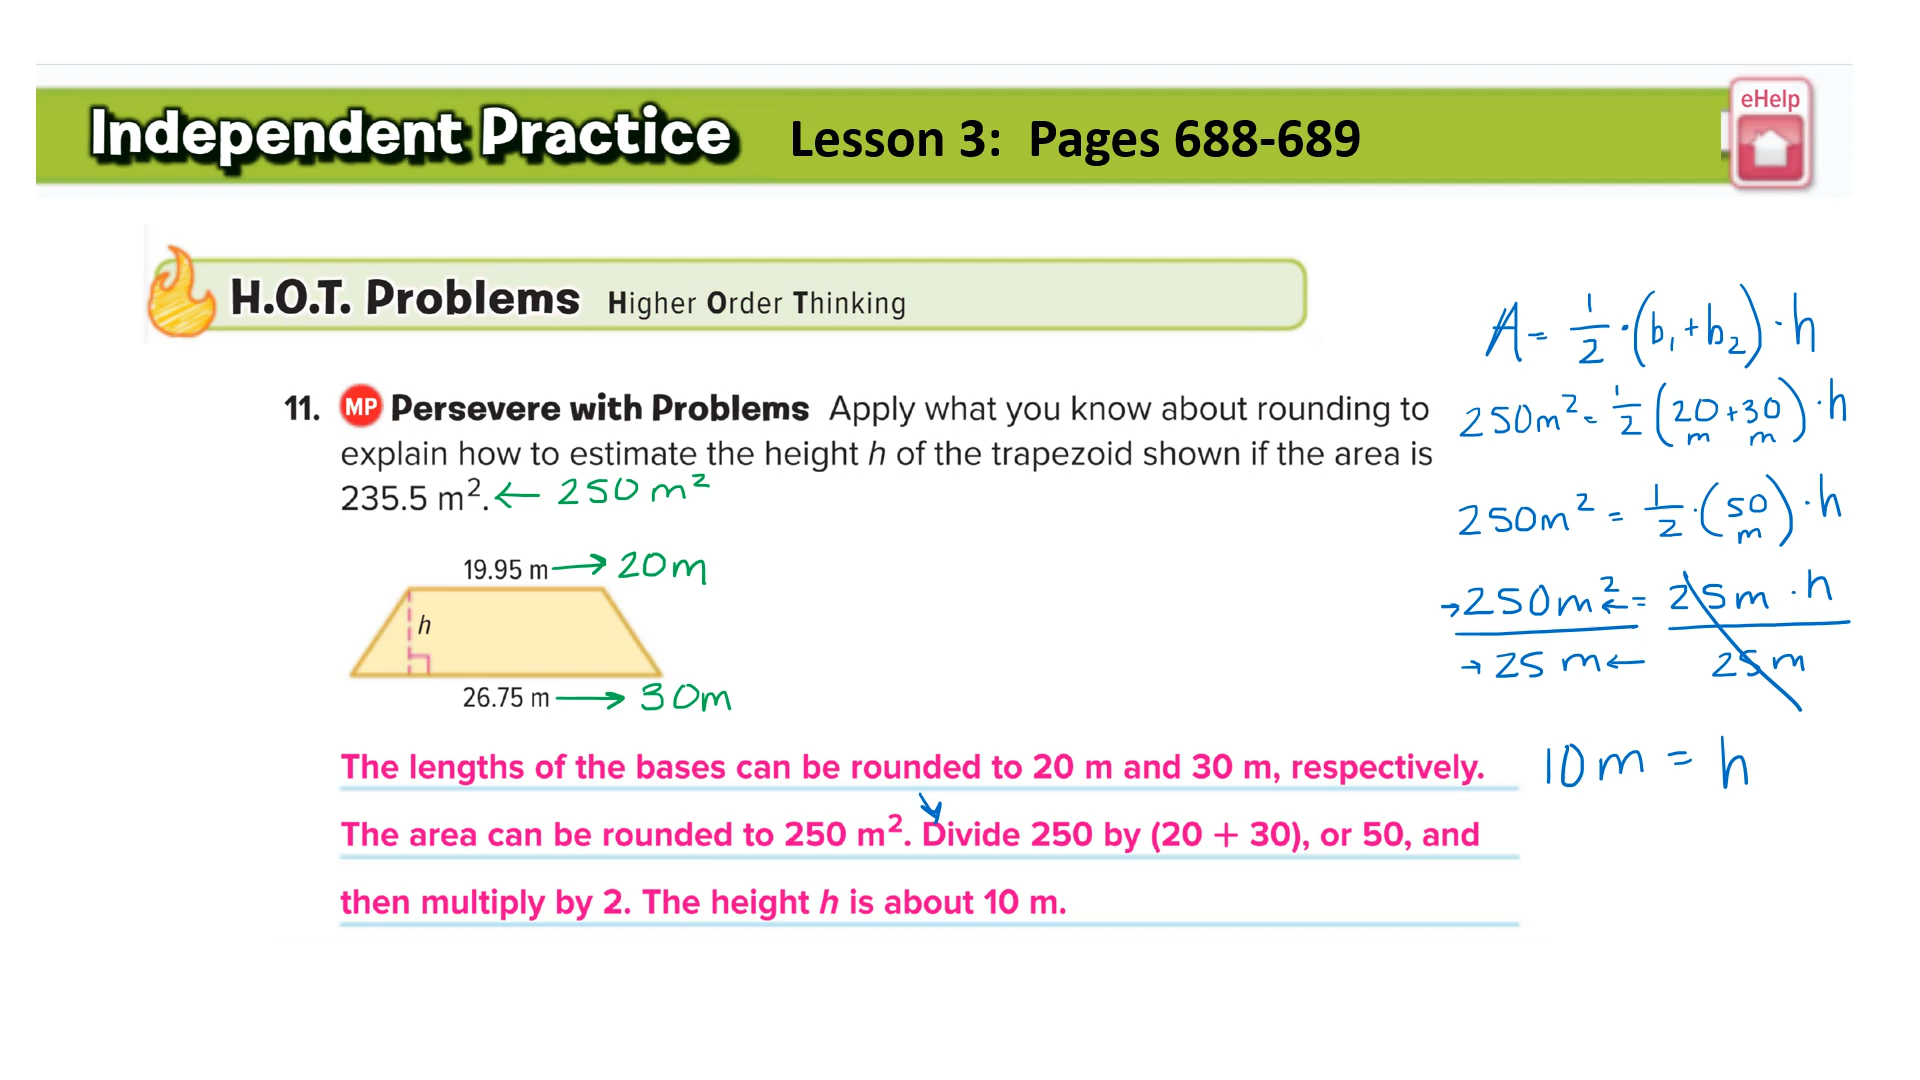 Independent Practice Lesson 3: Pages 688-689
eHelp
H.O.T. Problems Higher Order Thinking
11. MP Persevere with Problems Apply what you know about rounding to
explain how to estimate the height h of the trapezoid shown if the area is
235.5 m². ← 250 m²
19.95 m → 20m
h
26.75 m → 30m
The lengths of the bases can be rounded to 20 m and 30 m, respectively.
The area can be rounded to 250 m². Divide 250 by (20 + 30), or 50, and
then multiply by 2. The height h is about 10 m.
A = 1/2 · (b₁ + b₂) · h
250m² = 1/2 (20 m + 30 m) · h
250m² = 1/2 · (50 m) · h
→ 250m² ← = 25m · h
→ 25 m ← 25m
10m = h